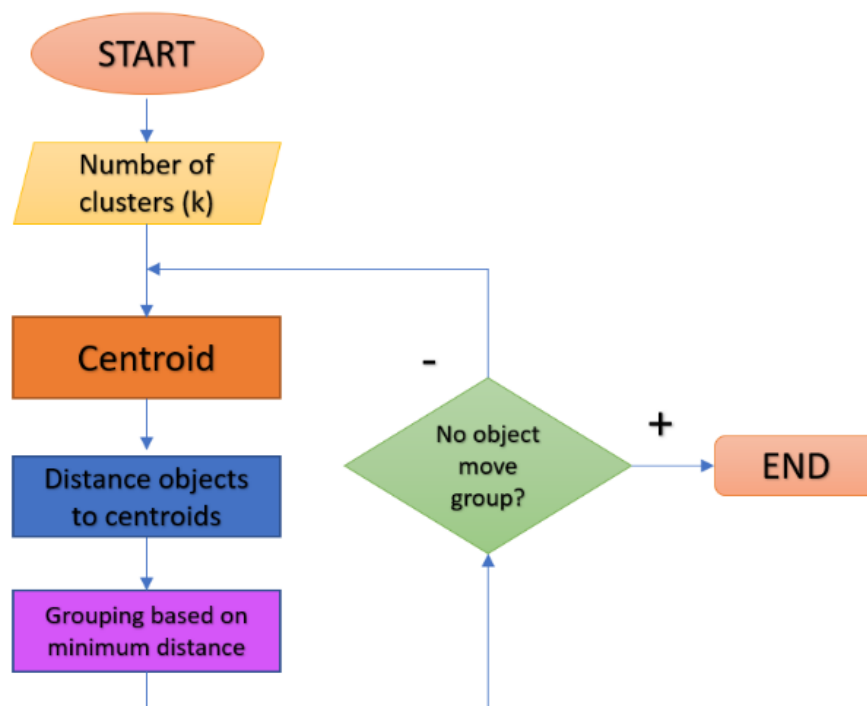 START
Number of
clusters (k)
Centroid
Distance objects
to centroids
Grouping based on
minimum distance
-
No object
move
group?
+
END